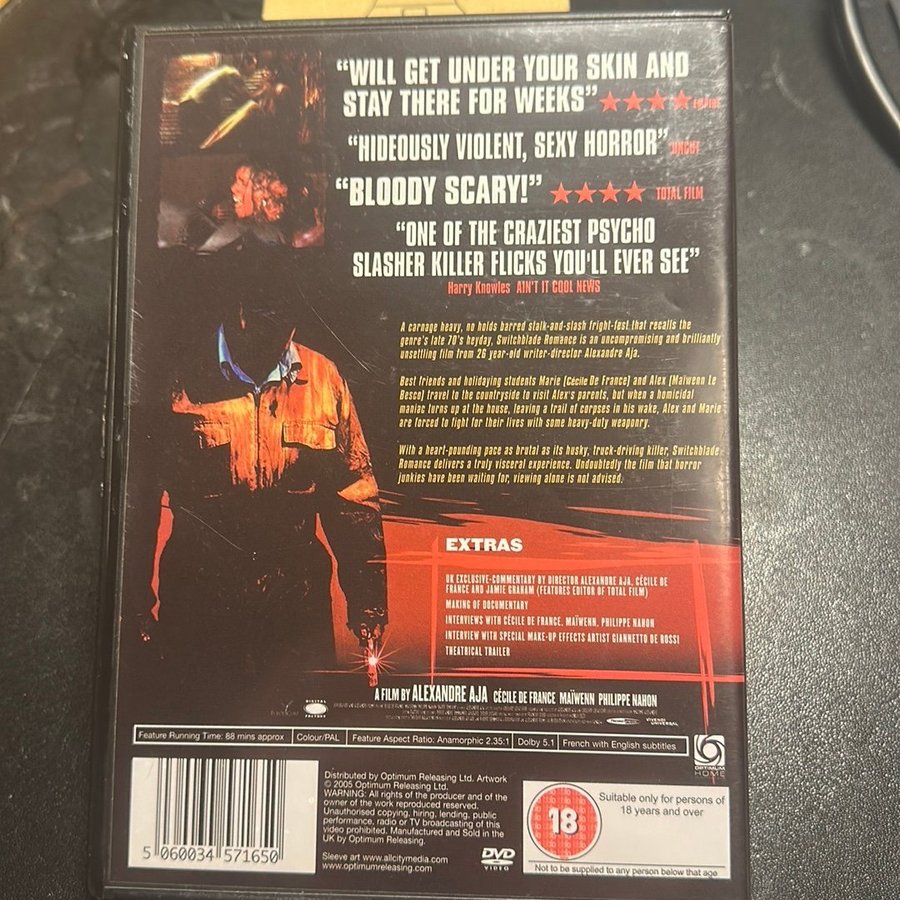 “WILL GET UNDER YOUR SKIN AND
STAY THERE FOR WEEKS” ★★★★ EMPIRE
“HIDEOUSLY VIOLENT, SEXY HORROR” UNCUT
“BLOODY SCARY!” ★★★★ TOTAL FILM
“ONE OF THE CRAZIEST PSYCHO
SLASHER KILLER FLICKS YOU'LL EVER SEE”
Harry Knowles AIN'T IT COOL NEWS
A carnage heavy, no holds barred stalk-and-slash fright-fest that recalls the
genre's late 70's heyday, Switchblade Romance is an uncompromising and brilliantly
unsettling film from 26 year-old writer-director Alexandre Aja.
Best friends and holidaying students Marie (Cécile De France) and Alex (Maïwenn Le
Besco) travel to the countryside to visit Alex's parents, but when a homicidal
maniac turns up at the house, leaving a trail of corpses in his wake, Alex and Marie
are forced to fight for their lives with some heavy-duty weaponry.
With a heart-pounding pace as brutal as its husky, truck-driving killer, Switchblade
Romance delivers a truly visceral experience. Undoubtedly the film that horror
junkies have been waiting for, viewing alone is not advised.
EXTRAS
UK EXCLUSIVE-COMMENTARY BY DIRECTOR ALEXANDRE AJA, CÉCILE DE
FRANCE AND JAMIE GRAHAM (FEATURES EDITOR OF TOTAL FILM)
MAKING OF DOCUMENTARY
INTERVIEWS WITH CÉCILE DE FRANCE, MAÏWENN, PHILIPPE NAHON
INTERVIEW WITH SPECIAL MAKE-UP EFFECTS ARTIST GIANNETTO DE ROSSI
THEATRICAL TRAILER
A FILM BY ALEXANDRE AJA CÉCILE DE FRANCE MAÏWENN PHILIPPE NAHON
DIGITAL FACTORY
VIVENDI UNIVERSAL
Feature Running Time: 88 mins approx Colour/PAL Feature Aspect Ratio: Anamorphic 2.35:1 Dolby 5.1 French with English subtitles
OPTIMUM
HOME
Distributed by Optimum Releasing Ltd. Artwork
© 2005 Optimum Releasing Ltd.
WARNING: All rights of the producer and of the
owner of the work reproduced reserved.
Unauthorised copying, hiring, lending, public
performance, radio or TV broadcasting of this
video prohibited. Manufactured and Sold in the
UK by Optimum Releasing.
Sleeve art www.allcitymedia.com
www.optimumreleasing.com
DVD
VIDEO
5 060034 571650
18
Suitable only for persons of
18 years and over
Not to be supplied to any person below that age